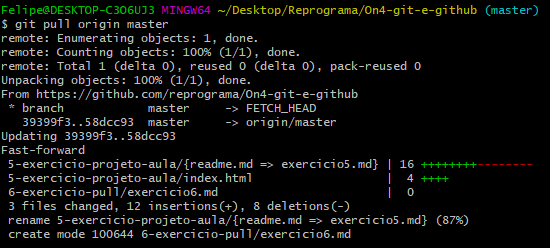 Felipe@DESKTOP-C3O6UJ3 MINGW64 ~/Desktop/Reprograma/On4-git-e-github (master)
$ git pull origin master
remote: Enumerating objects: 1, done.
remote: Counting objects: 100% (1/1), done.
remote: Total 1 (delta 0), reused 0 (delta 0), pack-reused 0
Unpacking objects: 100% (1/1), done.
From https://github.com/reprograma/On4-git-e-github
 * branch            master     -> FETCH_HEAD
   39399f3..58dcc93  master     -> origin/master
Updating 39399f3..58dcc93
Fast-forward
 5-exercicio-projeto-aula/{readme.md => exercicio5.md} | 16 ++++++++--------
 5-exercicio-projeto-aula/index.html                   |  4 ++++
 6-exercicio-pull/exercicio6.md                        |  0
 3 files changed, 12 insertions(+), 8 deletions(-)
 rename 5-exercicio-projeto-aula/{readme.md => exercicio5.md} (87%)
 create mode 100644 6-exercicio-pull/exercicio6.md